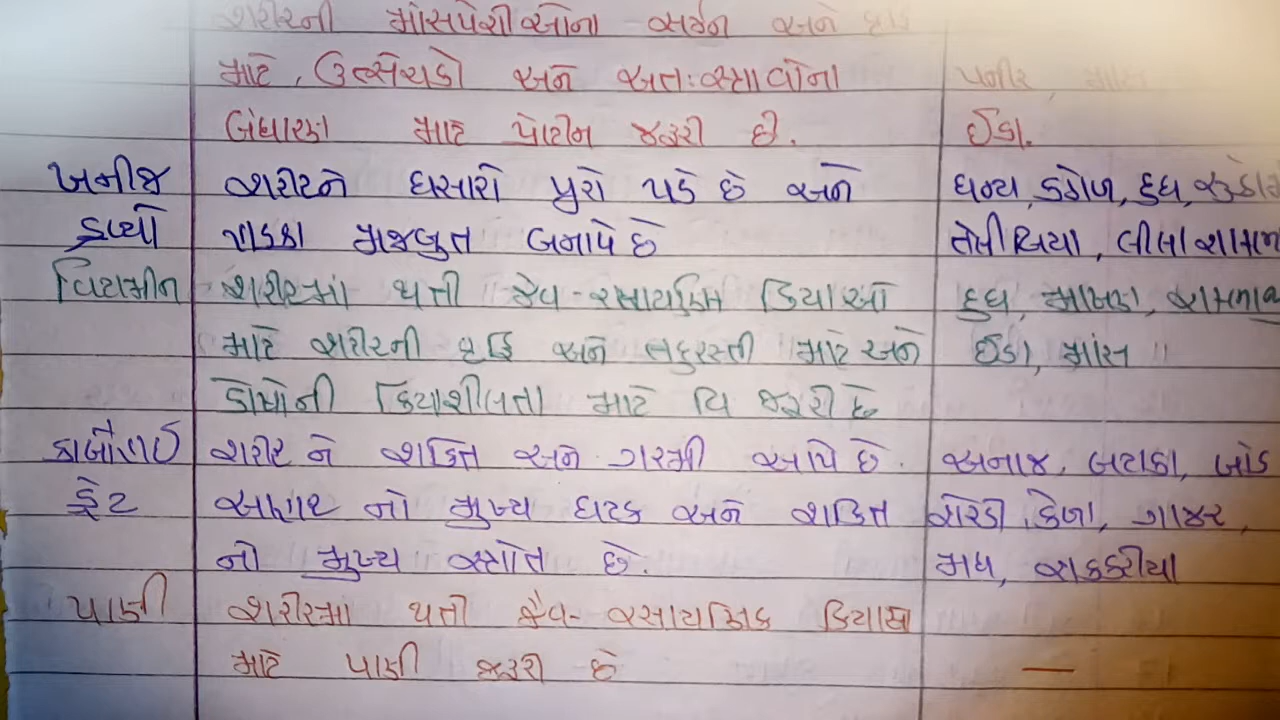 શરીરની માંસપેશીઓના સર્જન અને
માટે, ઉત્સેચકો અને અંતઃસ્ત્રાવોના પનીર,
બંધારણ માટે પ્રોટીન જરૂરી છે. ઈંડા.
ખનીજ શરીરને ઘસારો પુરો પડે છે અને ધાન્ય, કઠોળ, દુધ,
દ્રવ્યો હાડકા મજબુત બનાવે છે તેલીબિયા, લીલા શાકભાજી
વિટામીન શરીરમાં થતી જૈવ-રસાયણિક ક્રિયાઓ દુધ, માખણ,
માટે શરીરની વૃદ્ધિ અને તંદુરસ્તી માટે અને ઈંડા, માંસ
કોષોની ક્રિયાશીલતા માટે વિ જરૂરી છે
કાર્બોહાઈ શરીર ને શક્તિ અને ગરમી આપે છે. અનાજ, બટાકા, ખાંડ
ડ્રેટ આહાર નો મુખ્ય ઘટક અને શક્તિ શેરડી, કેળા, ગાજર,
નો મુખ્ય સ્ત્રોત છે. મધ, શક્કરીયા
પાણી શરીરમાં થતી જૈવ-રસાયણિક ક્રિયાઓ
માટે પાણી જરૂરી છે —